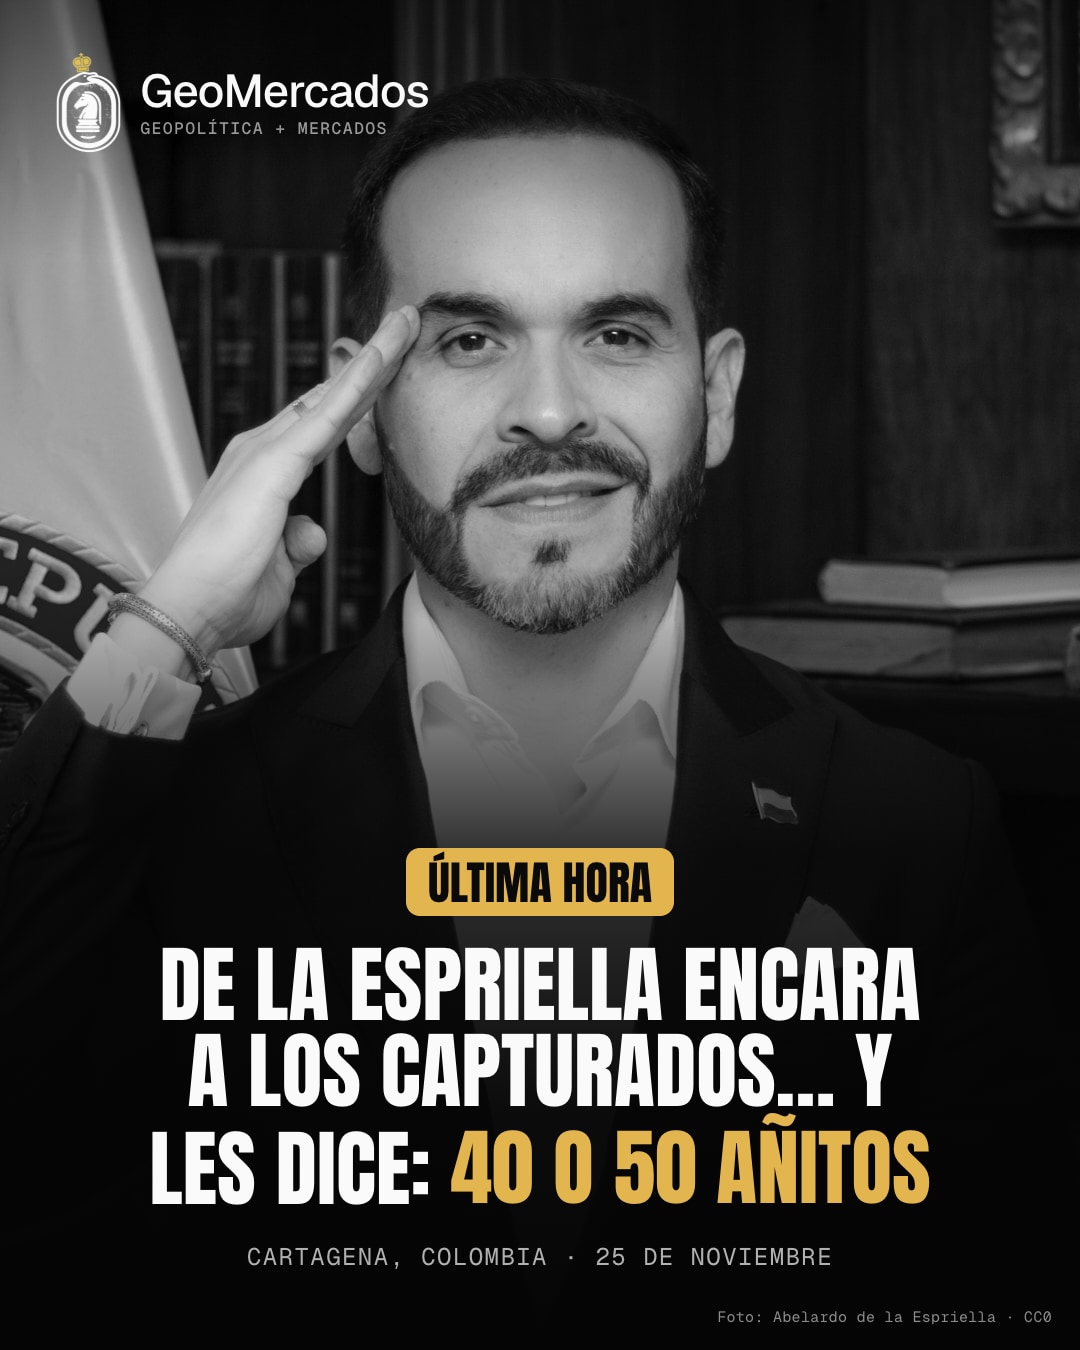 GeoMercados
GEOPOLÍTICA + MERCADOS
EPU
ÚLTIMA HORA
DE LA ESPRIELLA ENCARA
A LOS CAPTURADOS... Y
LES DICE: 40 O 50 AÑITOS
CARTAGENA, COLOMBIA · 25 DE NOVIEMBRE
Foto: Abelardo de la Espriella · CC0